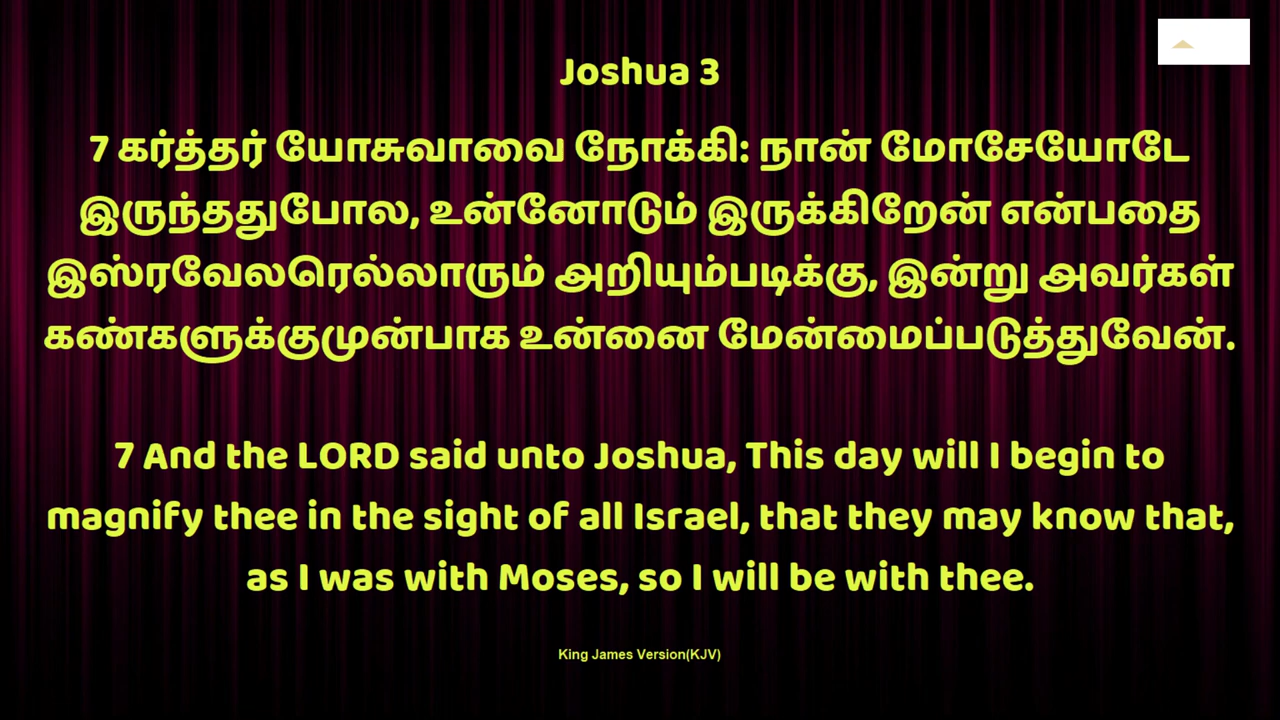 Joshua 3
7 கர்த்தர் யோசுவாவை நோக்கி: நான் மோசேயோடே
இருந்ததுபோல, உன்னோடும் இருக்கிறேன் என்பதை
இஸ்ரவேலரெல்லாரும் அறியும்படிக்கு, இன்று அவர்கள்
கண்களுக்குமுன்பாக உன்னை மேன்மைப்படுத்துவேன்.
7 And the LORD said unto Joshua, This day will I begin to
magnify thee in the sight of all Israel, that they may know that,
as I was with Moses, so I will be with thee.
King James Version(KJV)